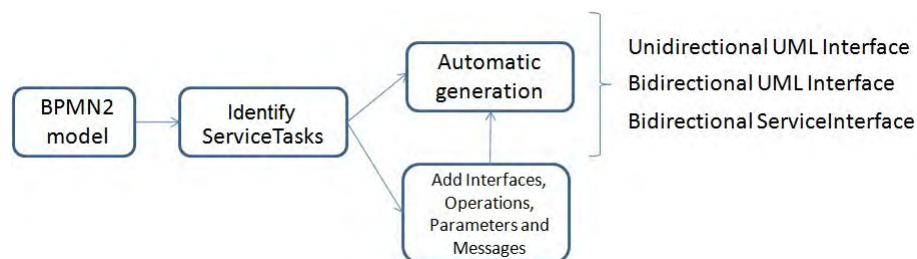 BPMN2
model
Identify
ServiceTasks
Automatic
generation
Add Interfaces,
Operations,
Parameters and
Messages
Unidirectional UML Interface
Bidirectional UML Interface
Bidirectional ServiceInterface